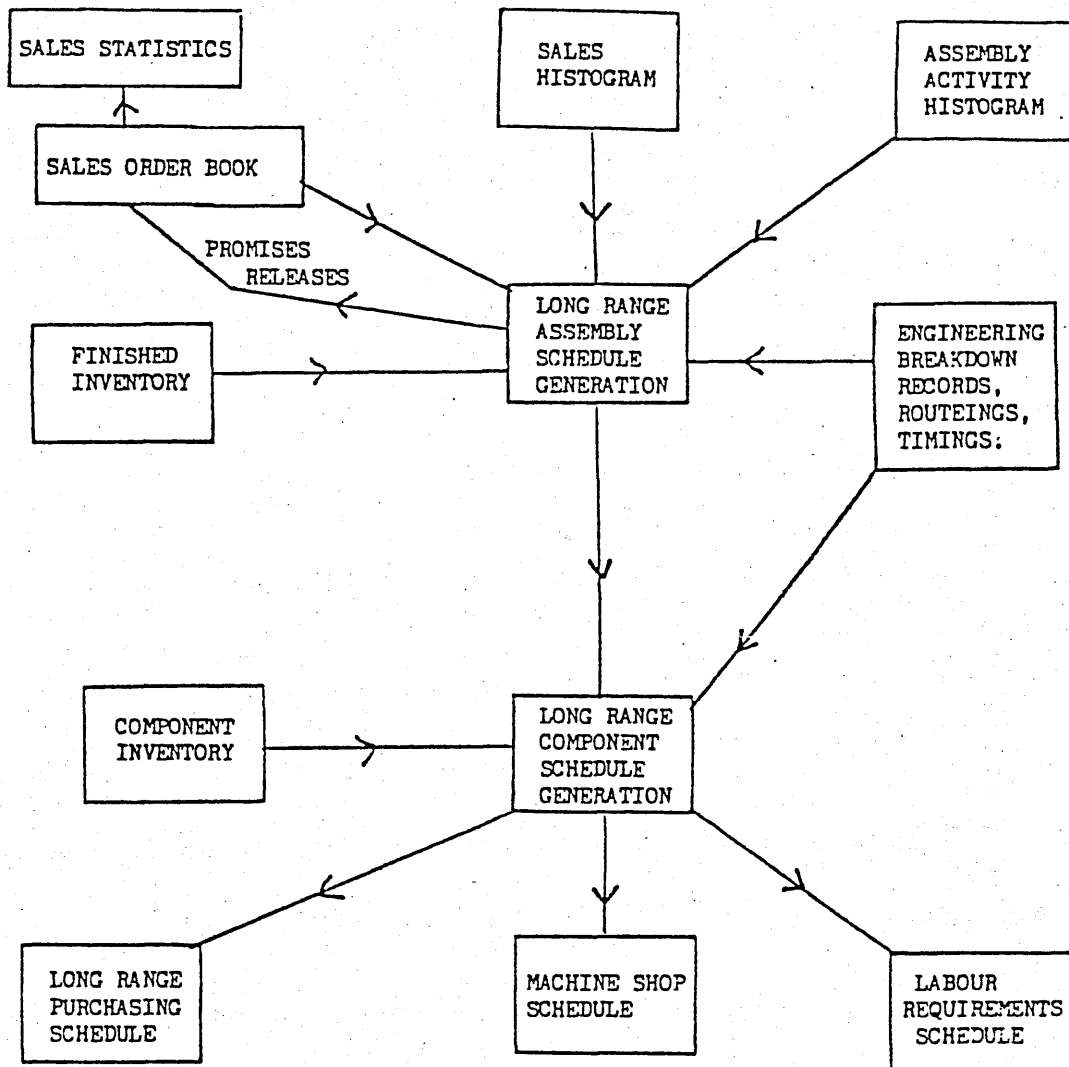 SALES STATISTICS
SALES
HISTOGRAM
ASSEMBLY
ACTIVITY
HISTOGRAM
SALES ORDER BOOK
PROMISES
RELEASES
LONG RANGE
ASSEMBLY
SCHEDULE
GENERATION
FINISHED
INVENTORY
ENGINEERING
BREAKDOWN
RECORDS,
ROUTEINGS,
TIMINGS.
COMPONENT
INVENTORY
LONG RANGE
COMPONENT
SCHEDULE
GENERATION
LONG RANGE
PURCHASING
SCHEDULE
MACHINE SHOP
SCHEDULE
LABOUR
REQUIREMENTS
SCHEDULE